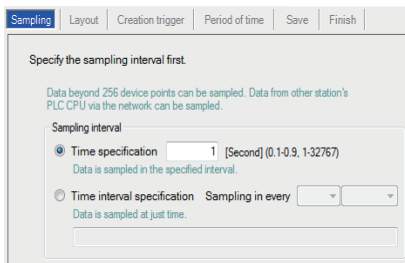 Sampling Layout Creation trigger Period of time Save Finish
Specify the sampling interval first.
Data beyond 256 device points can be sampled. Data from other station's
PLC CPU via the network can be sampled.
Sampling interval
Time specification 1 [Second] (0.1-0.9, 1-32767)
Data is sampled in the specified interval.
Time interval specification Sampling in every
Data is sampled at just time.